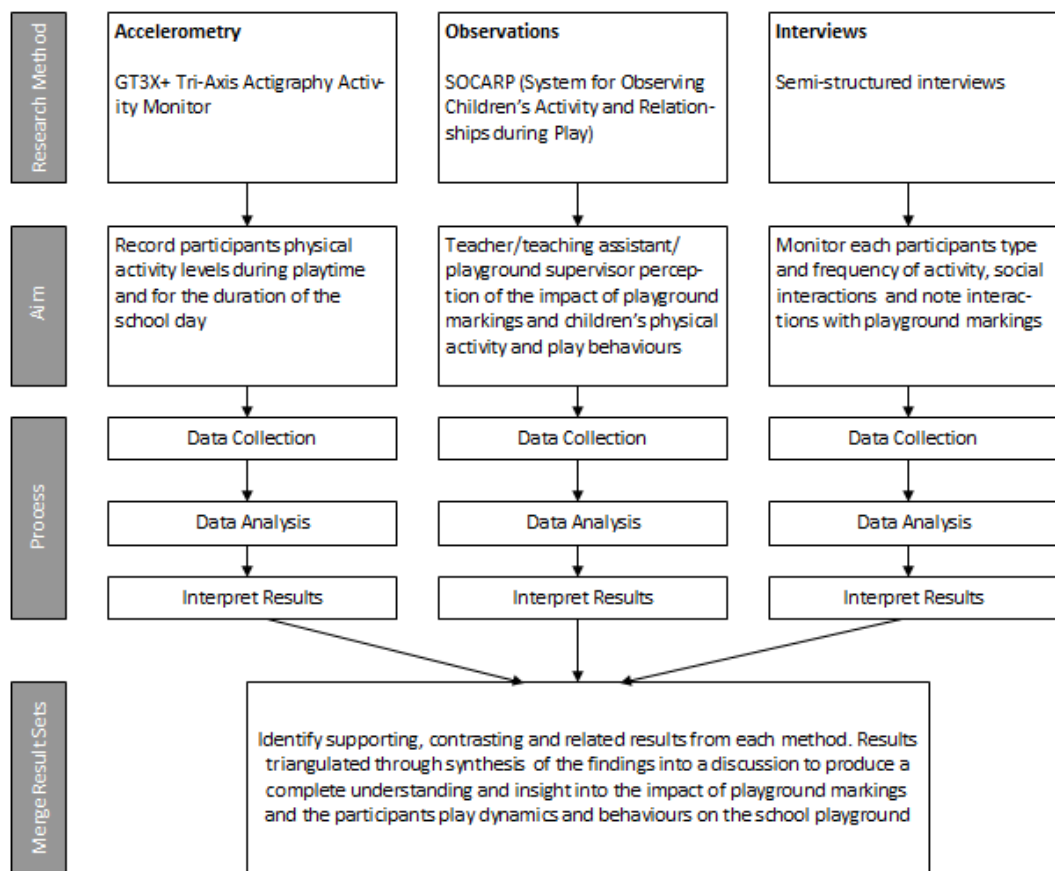 Research Method
Accelerometry
GT3X+ Tri-Axis Actigraphy Activ-
ity Monitor
Observations
SOCARP (System for Observing
Children's Activity and Relation-
ships during Play)
Interviews
Semi-structured interviews
Aim
Record participants physical
activity levels during playtime
and for the duration of the
school day
Teacher/teaching assistant/
playground supervisor percep-
tion of the impact of playground
markings and children's physical
activity and play behaviours
Monitor each participants type
and frequency of activity, social
interactions and note interac-
tions with playground markings
Process
Data Collection
Data Collection
Data Collection
Data Analysis
Data Analysis
Data Analysis
Interpret Results
Interpret Results
Interpret Results
Merge Result Sets
Identify supporting, contrasting and related results from each method. Results
triangulated through synthesis of the findings into a discussion to produce a
complete understanding and insight into the impact of playground markings
and the participants play dynamics and behaviours on the school playground